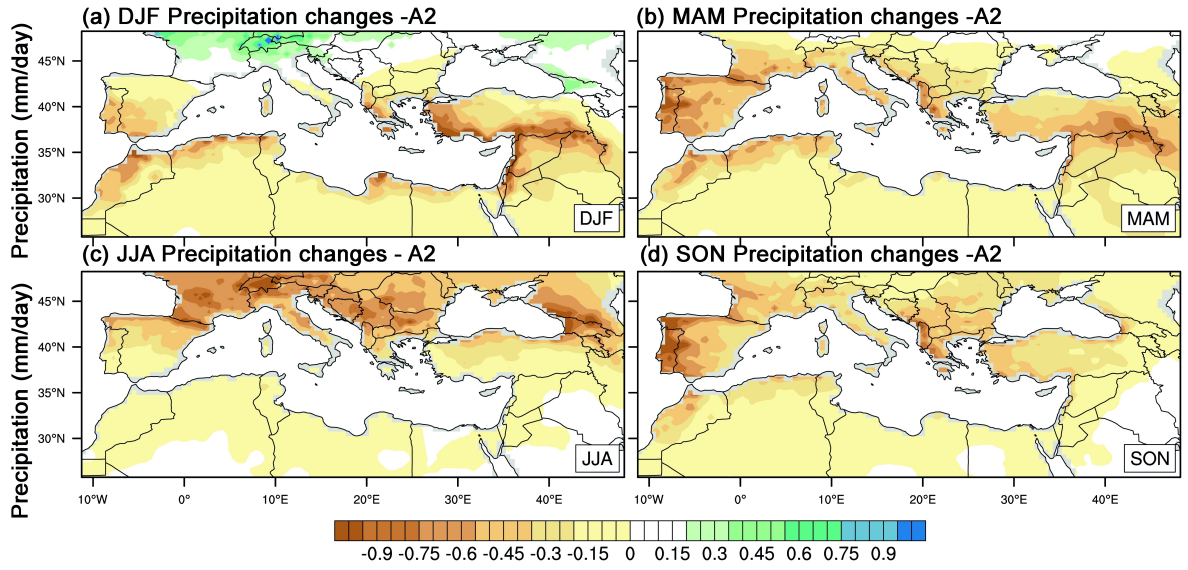 (a) DJF Precipitation changes -A2
(b) MAM Precipitation changes -A2
Precipitation (mm/day)
45°N
40°N
35°N
30°N
DJF
MAM
(c) JJA Precipitation changes - A2
(d) SON Precipitation changes -A2
Precipitation (mm/day)
45°N
40°N
35°N
30°N
JJA
SON
10°W 0° 10°E 20°E 30°E 40°E
10°W 0° 10°E 20°E 30°E 40°E
-0.9 -0.75 -0.6 -0.45 -0.3 -0.15 0 0.15 0.3 0.45 0.6 0.75 0.9